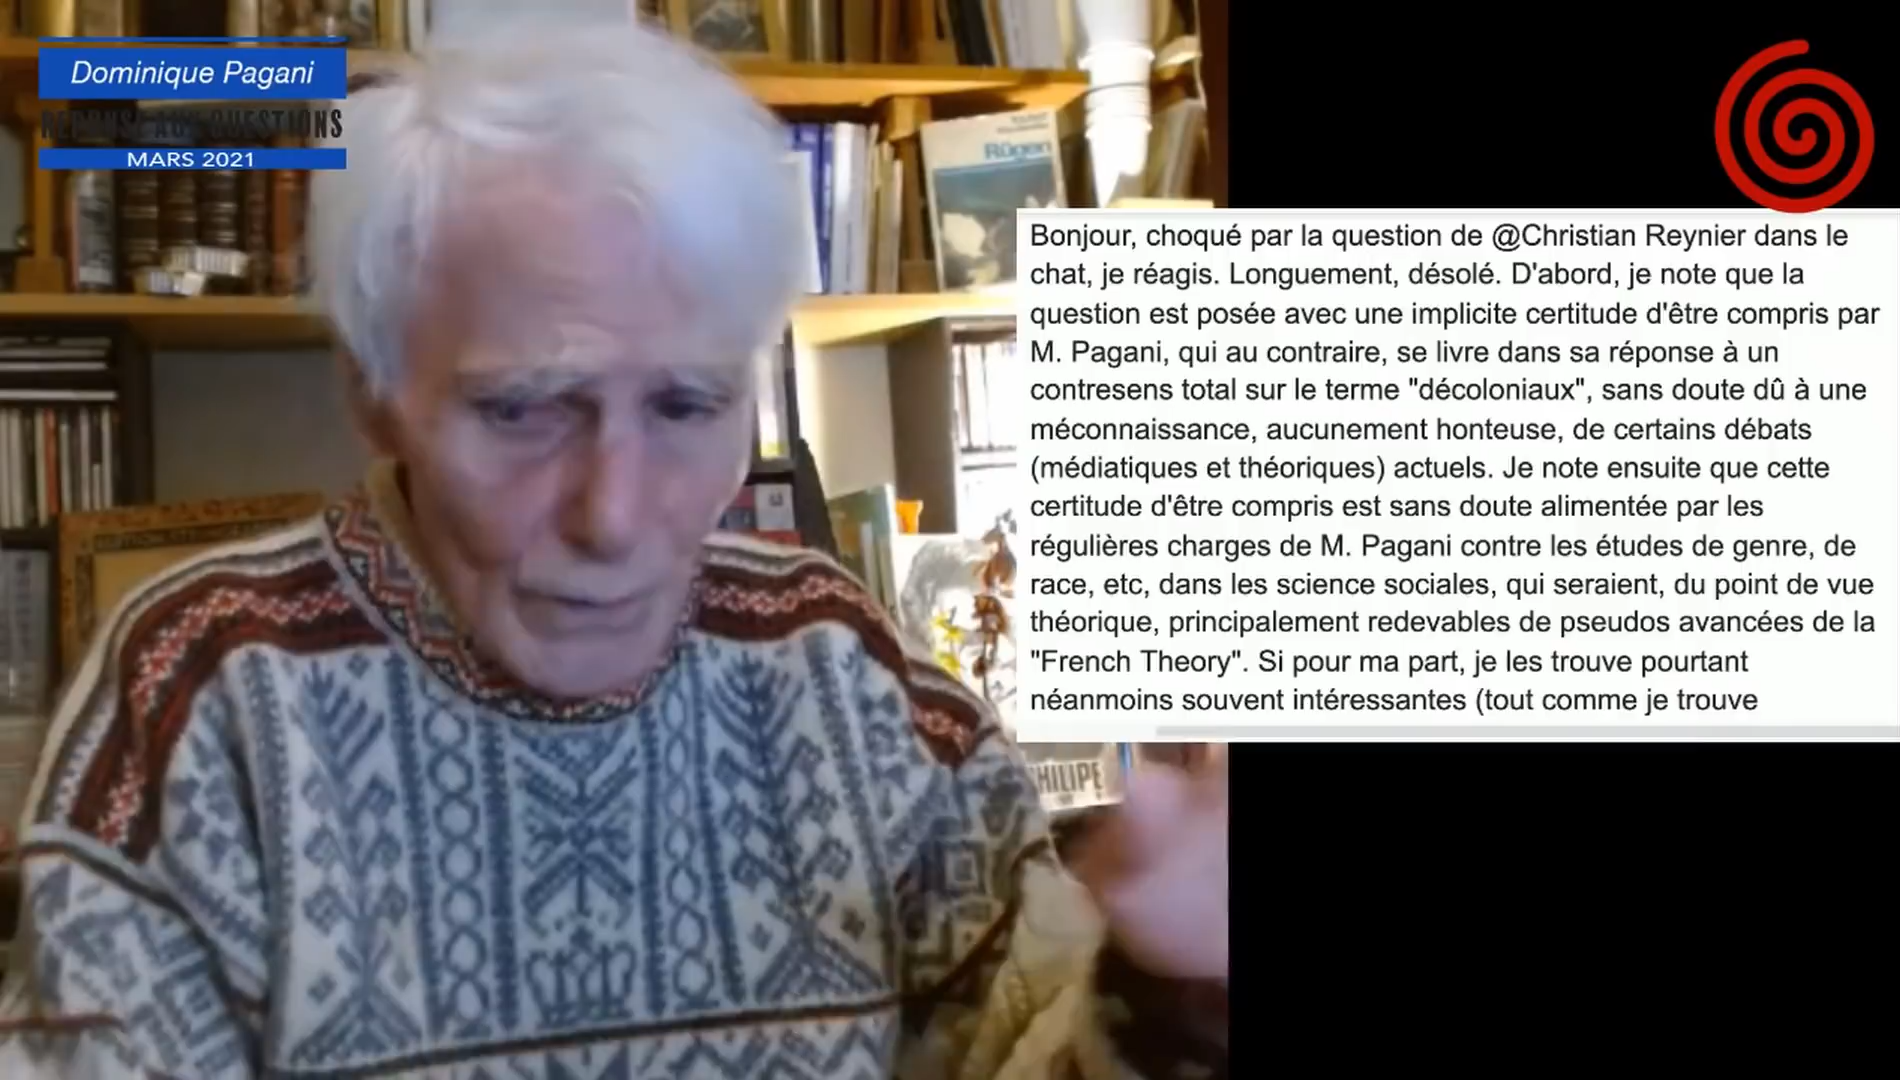 Dominique Pagani
REPONSE AUX QUESTIONS
MARS 2021
Rügen
Bonjour, choqué par la question de @Christian Reynier dans le
chat, je réagis. Longuement, désolé. D'abord, je note que la
question est posée avec une implicite certitude d'être compris par
M. Pagani, qui au contraire, se livre dans sa réponse à un
contresens total sur le terme "décoloniaux", sans doute dû à une
méconnaissance, aucunement honteuse, de certains débats
(médiatiques et théoriques) actuels. Je note ensuite que cette
certitude d'être compris est sans doute alimentée par les
régulières charges de M. Pagani contre les études de genre, de
race, etc, dans les science sociales, qui seraient, du point de vue
théorique, principalement redevables de pseudos avancées de la
"French Theory". Si pour ma part, je les trouve pourtant
néanmoins souvent intéressantes (tout comme je trouve
HILIPE